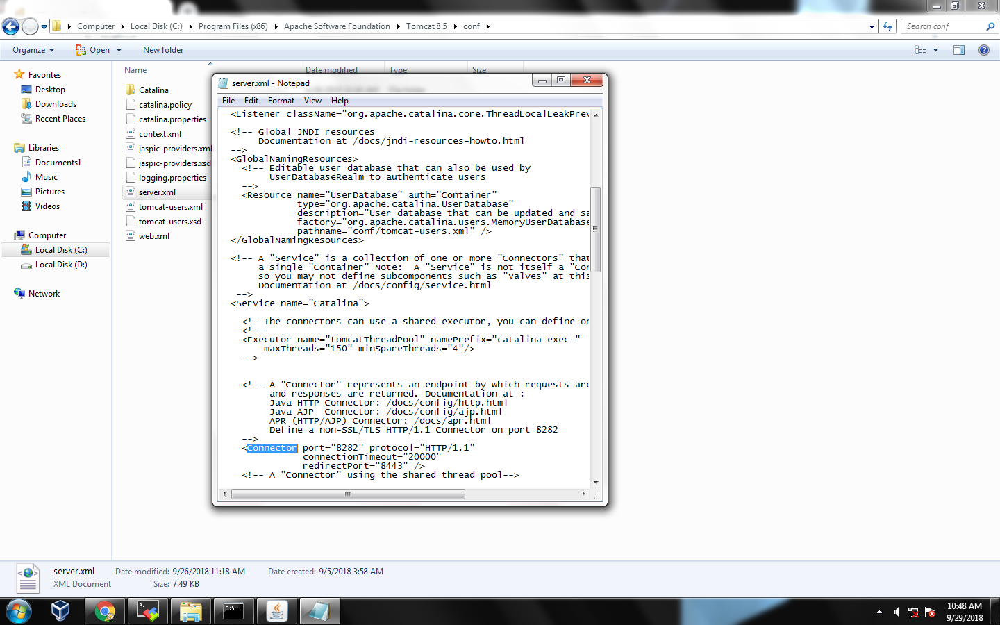 Computer Local Disk (C:) Program Files (x86) Apache Software Foundation Tomcat 8.5 conf
Search conf
Organize Open New folder
Favorites
Desktop
Downloads
Recent Places
Libraries
Documents1
Music
Pictures
Videos
Computer
Local Disk (C:)
Local Disk (D:)
Network
Name Date modified Type Size
Catalina
catalina.policy
catalina.properties
context.xml
jaspic-providers.xml
jaspic-providers.xsd
logging.properties
server.xml
tomcat-users.xml
tomcat-users.xsd
web.xml
server.xml - Notepad
File Edit Format View Help
<Listener className="org.apache.catalina.core.ThreadLocalLeakPrev
<!-- Global JNDI resources
Documentation at /docs/jndi-resources-howto.html
-->
<GlobalNamingResources>
<!-- Editable user database that can also be used by
UserDatabaseRealm to authenticate users
-->
<Resource name="UserDatabase" auth="Container"
type="org.apache.catalina.UserDatabase"
description="User database that can be updated and sa
factory="org.apache.catalina.users.MemoryUserDatabase
pathname="conf/tomcat-users.xml" />
</GlobalNamingResources>
<!-- A "Service" is a collection of one or more "Connectors" that
a single "Container" Note:  A "Service" is not itself a "Con
so you may not define subcomponents such as "Valves" at this
Documentation at /docs/config/service.html
-->
<Service name="Catalina">
<!--The connectors can use a shared executor, you can define on
<!--
<Executor name="tomcatThreadPool" namePrefix="catalina-exec-"
maxThreads="150" minSpareThreads="4"/>
-->
<!-- A "Connector" represents an endpoint by which requests are
and responses are returned. Documentation at :
Java HTTP Connector: /docs/config/http.html
Java AJP  Connector: /docs/config/ajp.html
APR (HTTP/AJP) Connector: /docs/apr.html
Define a non-SSL/TLS HTTP/1.1 Connector on port 8282
-->
<Connector port="8282" protocol="HTTP/1.1"
connectionTimeout="20000"
redirectPort="8443" />
<!-- A "Connector" using the shared thread pool-->
server.xml Date modified: 9/26/2018 11:18 AM Date created: 9/5/2018 3:58 AM
XML Document Size: 7.49 KB
10:48 AM
9/29/2018